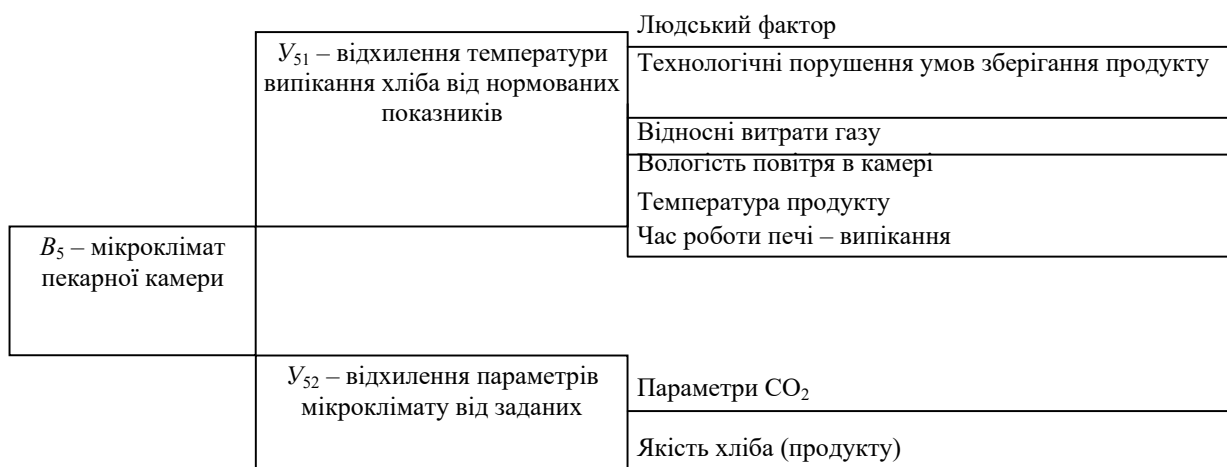 B5 – мікроклімат
пекарної камери
У51 – відхилення температури
випікання хліба від нормованих
показників
Людський фактор
Технологічні порушення умов зберігання продукту
Відносні витрати газу
Вологість повітря в камері
Температура продукту
Час роботи печі – випікання
У52 – відхилення параметрів
мікроклімату від заданих
Параметри CO2
Якість хліба (продукту)